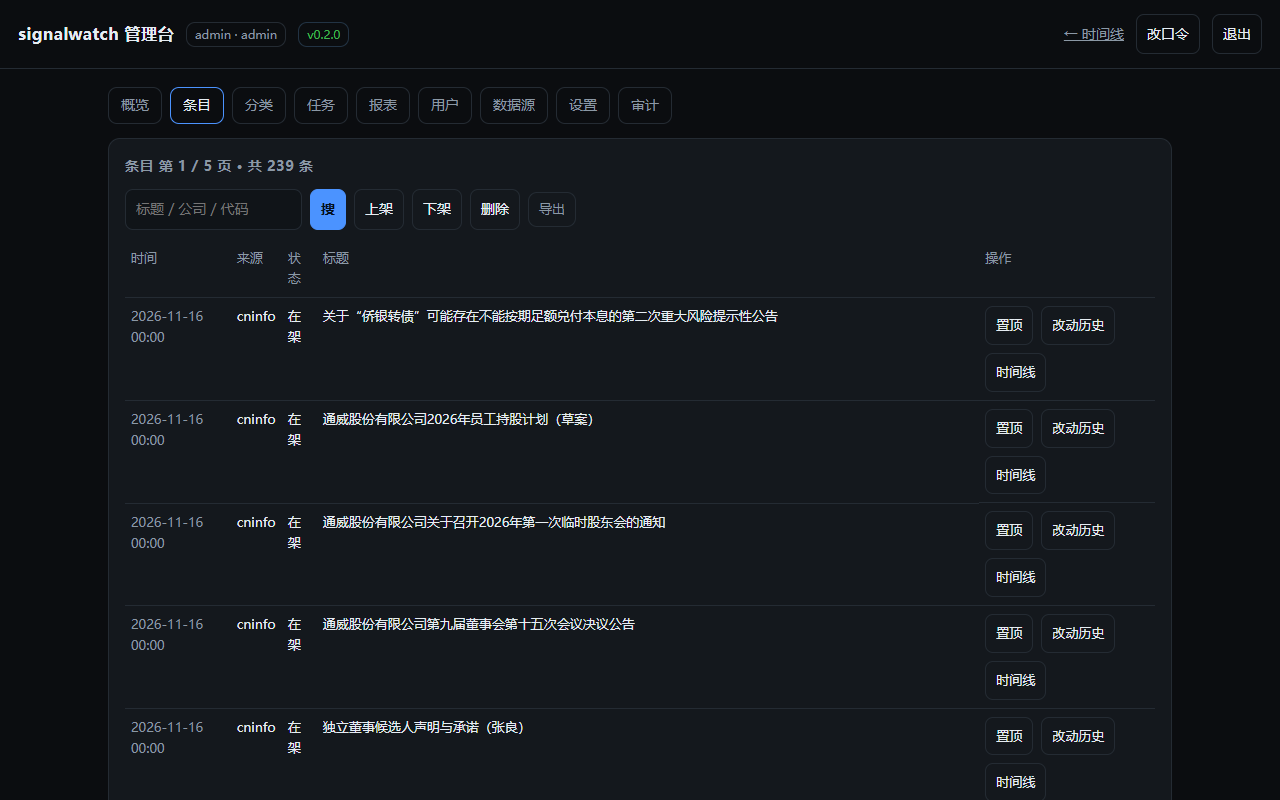 signalwatch 管理台 admin · admin v0.2.0 ← 时间线 改口令 退出
概览 条目 分类 任务 报表 用户 数据源 设置 审计
条目 第 1 / 5 页 • 共 239 条
标题 / 公司 / 代码 搜 上架 下架 删除 导出
时间 来源 状态 标题 操作
2026-11-16 00:00 cninfo 在架 关于“侨银转债”可能存在不能按期足额兑付本息的第二次重大风险提示性公告 置顶 改动历史
时间线
2026-11-16 00:00 cninfo 在架 通威股份有限公司2026年员工持股计划（草案） 置顶 改动历史
时间线
2026-11-16 00:00 cninfo 在架 通威股份有限公司关于召开2026年第一次临时股东会的通知 置顶 改动历史
时间线
2026-11-16 00:00 cninfo 在架 通威股份有限公司第九届董事会第十五次会议决议公告 置顶 改动历史
时间线
2026-11-16 00:00 cninfo 在架 独立董事候选人声明与承诺（张良） 置顶 改动历史
时间线